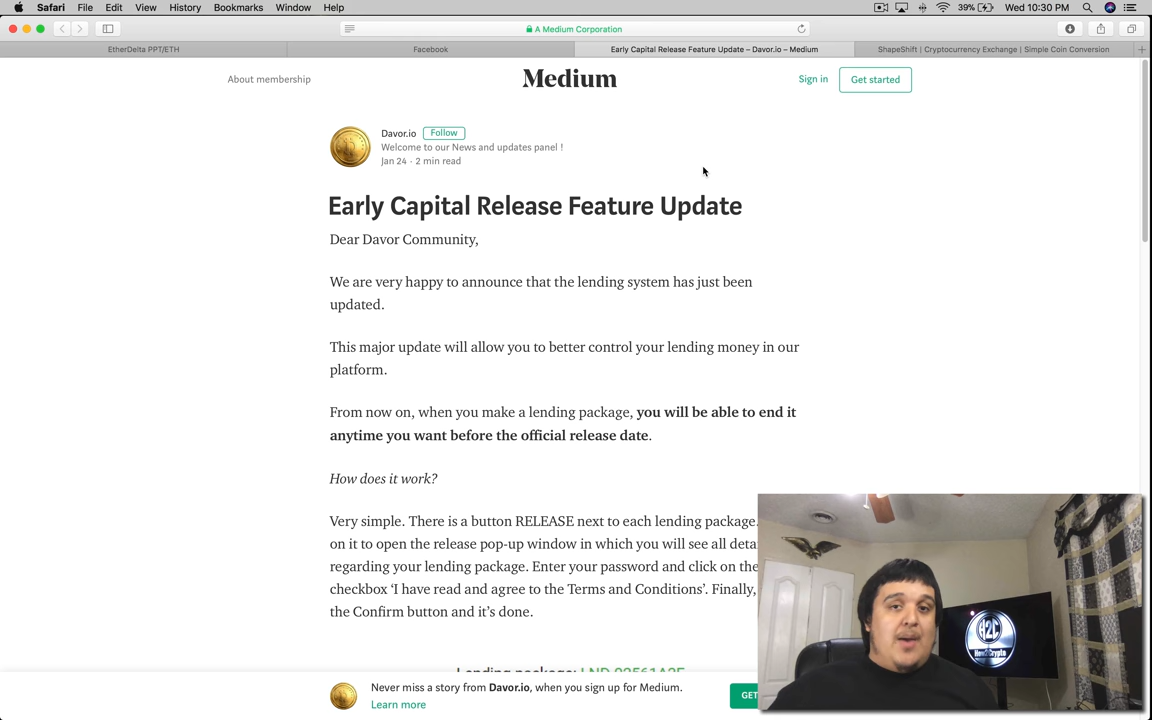 Safari File Edit View History Bookmarks Window Help 39% Wed 10:30 PM
A Medium Corporation
EtherDelta PPT/ETH Facebook Early Capital Release Feature Update – Davor.io – Medium ShapeShift | Cryptocurrency Exchange | Simple Coin Conversion
About membership Medium Sign in Get started
Davor.io Follow
Welcome to our News and updates panel !
Jan 24 · 2 min read
Early Capital Release Feature Update
Dear Davor Community,
We are very happy to announce that the lending system has just been
updated.
This major update will allow you to better control your lending money in our
platform.
From now on, when you make a lending package, you will be able to end it
anytime you want before the official release date.
How does it work?
Very simple. There is a button RELEASE next to each lending package.
on it to open the release pop-up window in which you will see all deta
regarding your lending package. Enter your password and click on the
checkbox ‘I have read and agree to the Terms and Conditions’. Finally,
the Confirm button and it’s done.
Lending package:
Never miss a story from Davor.io, when you sign up for Medium.
GET
Learn more
H2C